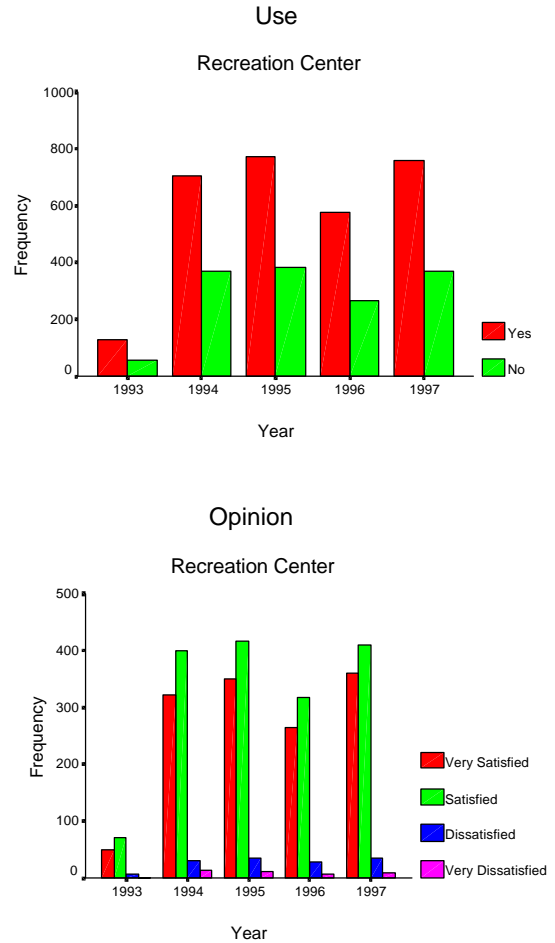 Use
Recreation Center
1000
800
600
400
200
0
Frequency
1993 1994 1995 1996 1997
Year
Yes
No
Opinion
Recreation Center
500
400
300
200
100
0
Frequency
1993 1994 1995 1996 1997
Year
Very Satisfied
Satisfied
Dissatisfied
Very Dissatisfied